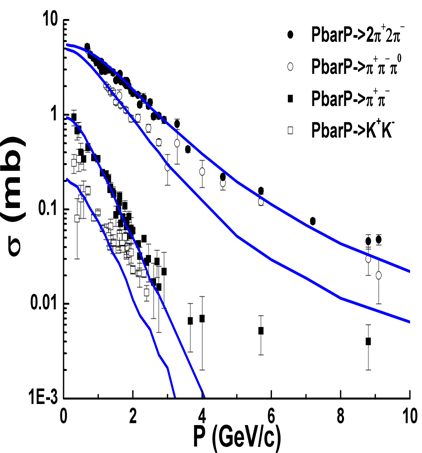 10
1
0.1
0.01
1E-3
σ (mb)
PbarP->2π⁺2π⁻
PbarP->π⁺π⁻π⁰
PbarP->π⁺π⁻
PbarP->K⁺K⁻
0 2 4 6 8 10
P (GeV/c)